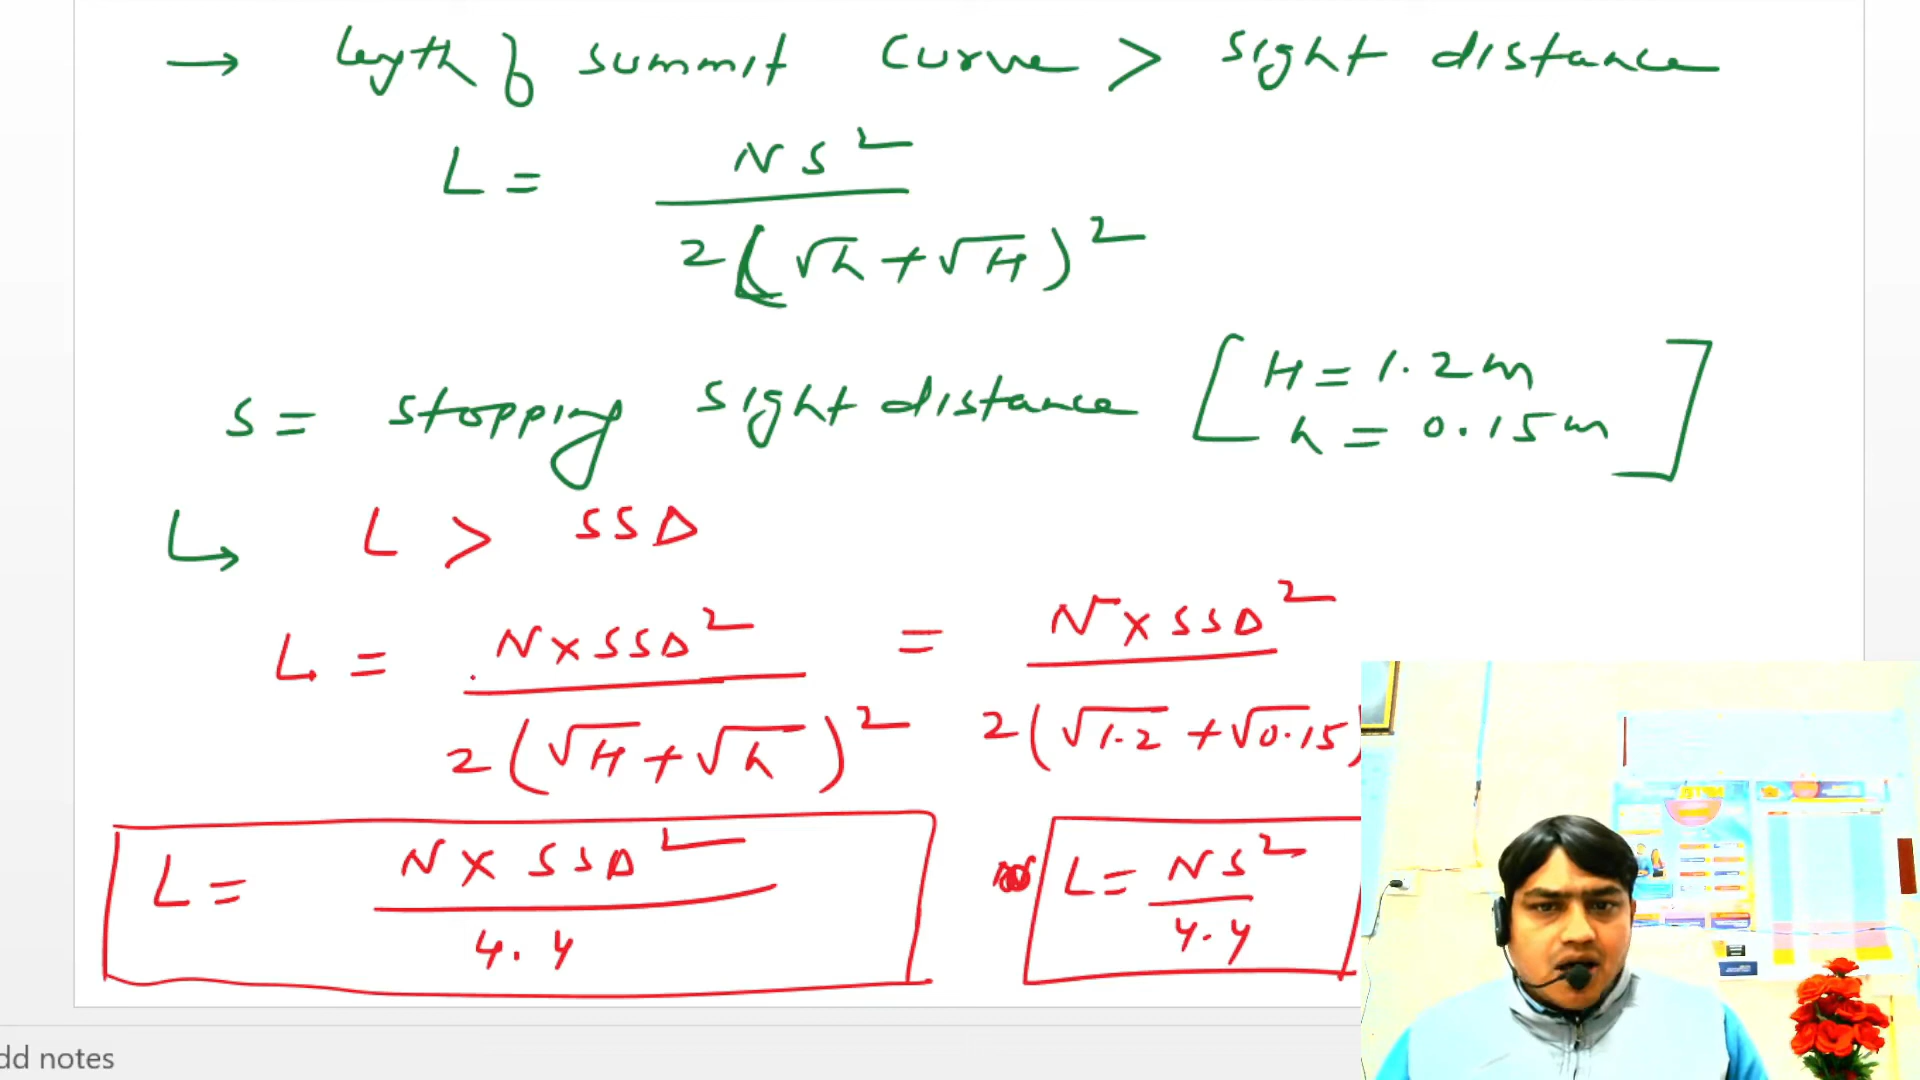 → length of summit curve > sight distance
L = NS² / 2(√h + √H)²
S = stopping sight distance [H = 1.2m
h = 0.15m]
↳ L > SSD
L = N×SSD² / 2(√H + √h)² = N×SSD² / 2(√1.2 + √0.15)
L = N × SSD² / 4.4
L = NS² / 4.4
dd notes